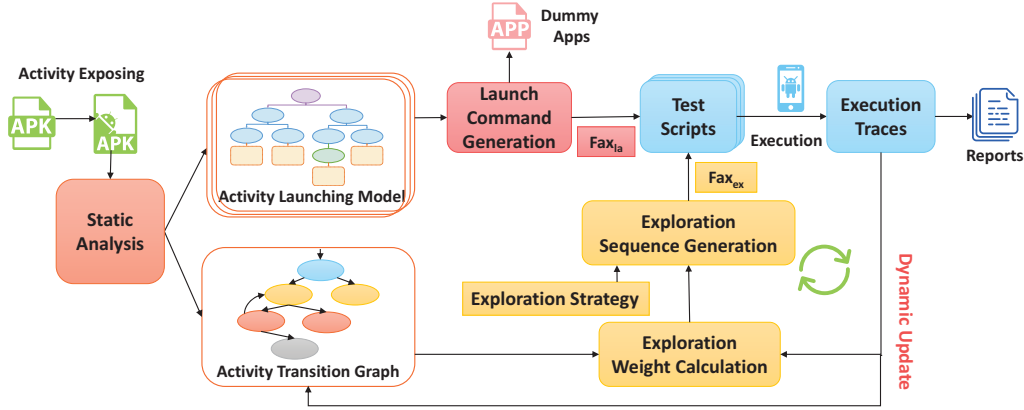 Activity Exposing
APK
APK
Static
Analysis
Activity Launching Model
Activity Transition Graph
APP
Dummy
Apps
Launch
Command
Generation
Fax_la
Test
Scripts
Execution
Execution
Traces
Reports
Fax_ex
Exploration
Sequence Generation
Exploration Strategy
Exploration
Weight Calculation
Dynamic Update